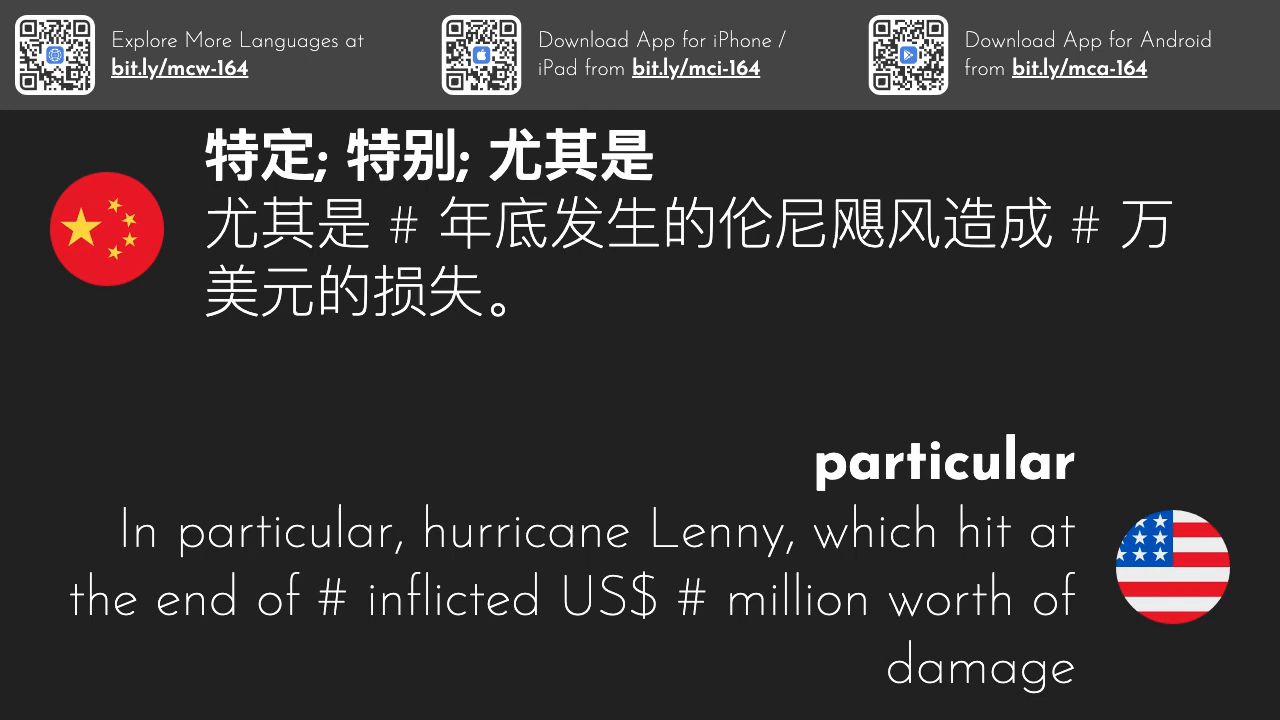 Explore More Languages at
bit.ly/mcw-164
Download App for iPhone /
iPad from bit.ly/mci-164
Download App for Android
from bit.ly/mca-164
特定; 特别; 尤其是
尤其是 # 年底发生的伦尼飓风造成 # 万
美元的损失。
particular
In particular, hurricane Lenny, which hit at
the end of # inflicted US$ # million worth of
damage